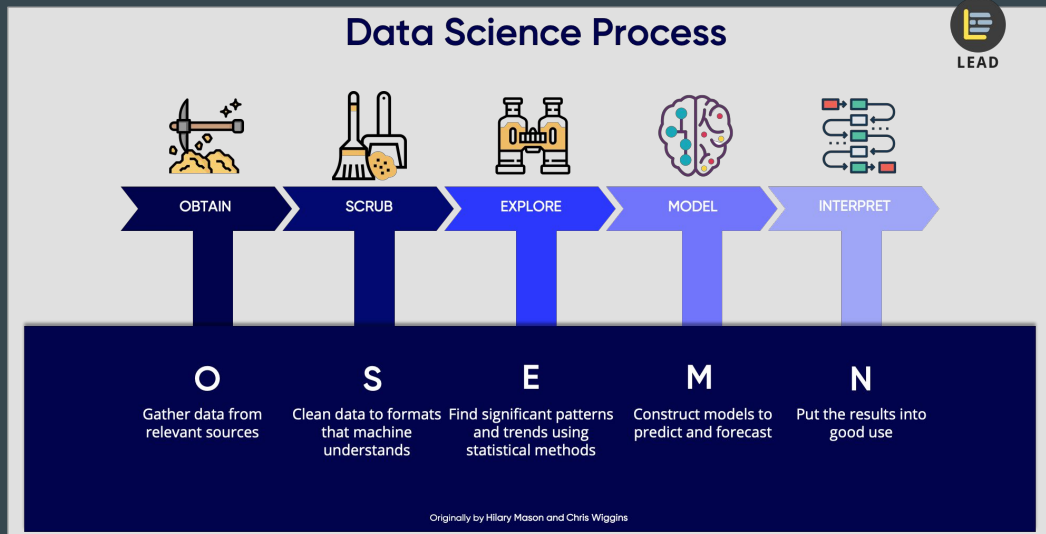 Data Science Process
LEAD
OBTAIN
SCRUB
EXPLORE
MODEL
INTERPRET
O
Gather data from
relevant sources
S
Clean data to formats
that machine
understands
E
Find significant patterns
and trends using
statistical methods
M
Construct models to
predict and forecast
N
Put the results into
good use
Originally by Hilary Mason and Chris Wiggins